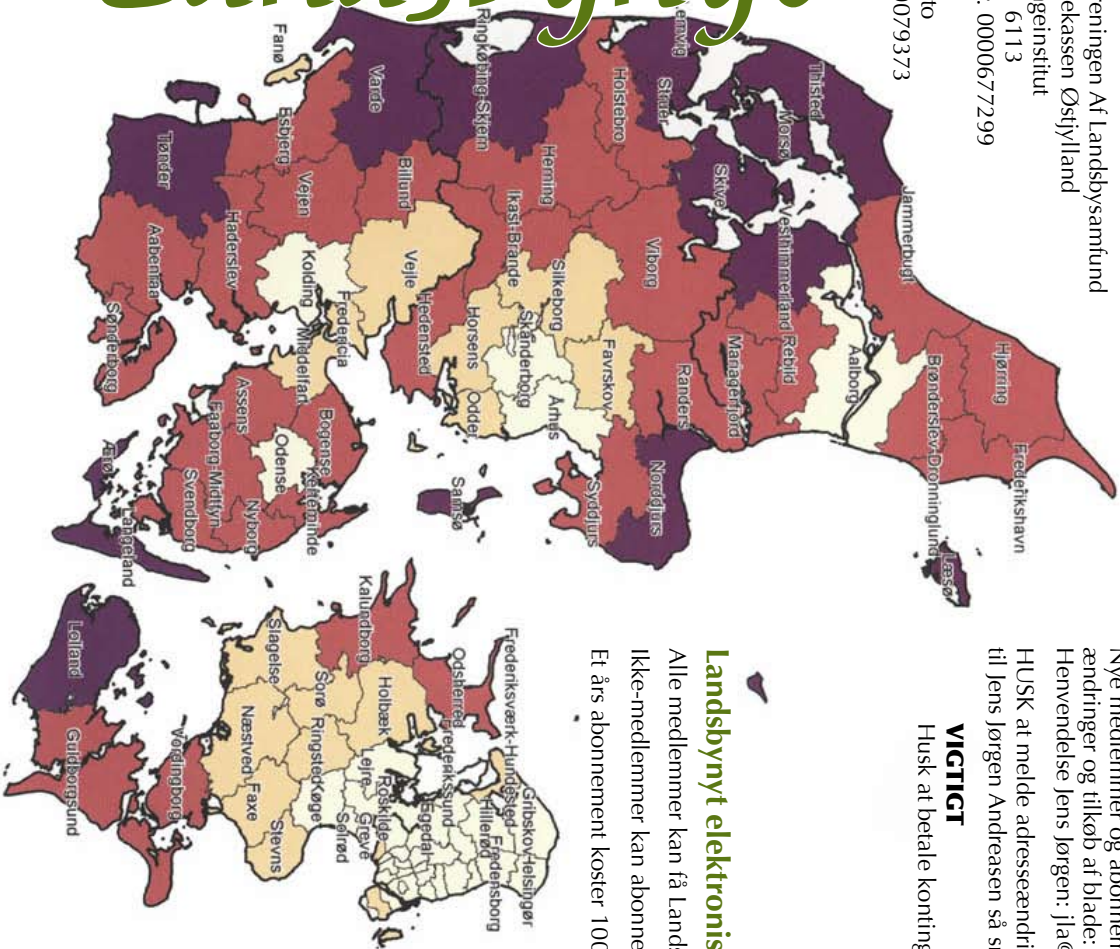 Landsbynyt
reningen Af Landsbysamfund
ekassen Østjylland
6113
geinstitut
. 0000677299
to
0079373
Thisted
Morsø
Struer
Holstebro
Skive
Vesthimmerland
Jammerbugt
Hjørring
Frederikshavn
Brønderslev-Dronninglund
Læsø
Aalborg
Rebild
Mariagerfjord
Randers
Viborg
Norddjurs
Syddjurs
Favrskov
Århus
Silkeborg
Skanderborg
Ikast-Brande
Herning
Ringkøbing-Skjern
Varde
Fanø
Esbjerg
Billund
Vejen
Vejle
Hedensted
Horsens
Odder
Samsø
Kolding
Fredericia
Middelfart
Haderslev
Tønder
Aabenraa
Sønderborg
Bogense
Assens
Odense
Kerteminde
Faaborg-Midtfyn
Nyborg
Svendborg
Langeland
Ærø
Kalundborg
Odsherred
Frederiksværk-Hundested
Gribskov
Helsingør
Hillerød
Fredensborg
Frederikssund
Egedal
Holbæk
Lejre
Roskilde
Greve
Solrød
Slagelse
Sorø
Ringsted
Køge
Næstved
Faxe
Stevns
Vordingborg
Guldborgsund
Lolland
ændringer og tilkøb af blade:
Henvendelse Jens Jørgen: jla@
HUSK at melde adresseændri
til Jens Jørgen Andreasen så s
VIGTIGT
Husk at betale konting
Landsbynyt elektronis
Alle medlemmer kan få Lands
Ikke-medlemmer kan abonne
Et års abonnement koster 100